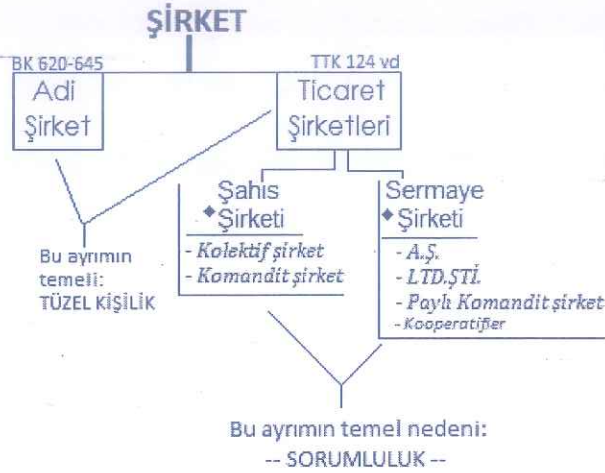 ŞİRKET
BK 620-645
TTK 124 vd
Adi
Şirket
Ticaret
Şirketleri
Şahıs
◆Şirketi
- Kolektif şirket
- Komandit şirket
Sermaye
◆Şirketi
- A.Ş.
- LTD.ŞTİ.
- Paylı Komandit şirket
- Kooperatifler
Bu ayrımın
temeli:
TÜZEL KİŞİLİK
Bu ayrımın temel nedeni:
-- SORUMLULUK --